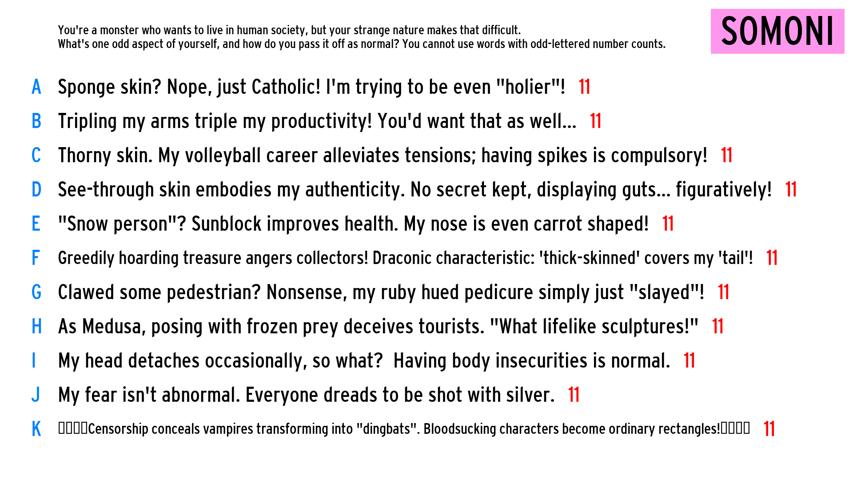 You're a monster who wants to live in human society, but your strange nature makes that difficult.
What's one odd aspect of yourself, and how do you pass it off as normal? You cannot use words with odd-lettered number counts.
SOMONI
A Sponge skin? Nope, just Catholic! I'm trying to be even "holier"! 11
B Tripling my arms triple my productivity! You'd want that as well... 11
C Thorny skin. My volleyball career alleviates tensions; having spikes is compulsory! 11
D See-through skin embodies my authenticity. No secret kept, displaying guts... figuratively! 11
E "Snow person"? Sunblock improves health. My nose is even carrot shaped! 11
F Greedily hoarding treasure angers collectors! Draconic characteristic: 'thick-skinned' covers my 'tail'! 11
G Clawed some pedestrian? Nonsense, my ruby hued pedicure simply just "slayed"! 11
H As Medusa, posing with frozen prey deceives tourists. "What lifelike sculptures!" 11
I My head detaches occasionally, so what?  Having body insecurities is normal. 11
J My fear isn't abnormal. Everyone dreads to be shot with silver. 11
K ▯▯▯▯Censorship conceals vampires transforming into "dingbats". Bloodsucking characters become ordinary rectangles!▯▯▯▯ 11